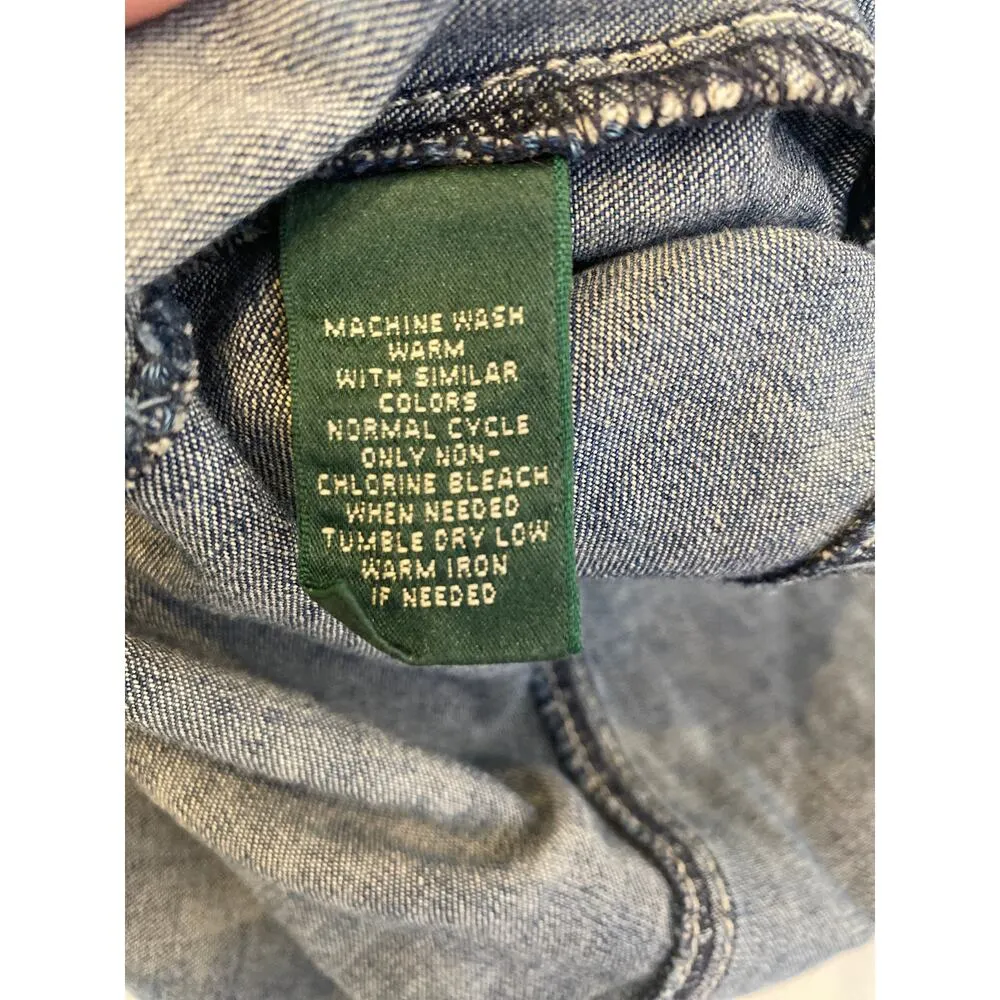 MACHINE WASH
WARM
WITH SIMILAR
COLORS
NORMAL CYCLE
ONLY NON-
CHLORINE BLEACH
WHEN NEEDED
TUMBLE DRY LOW
WARM IRON
IF NEEDED